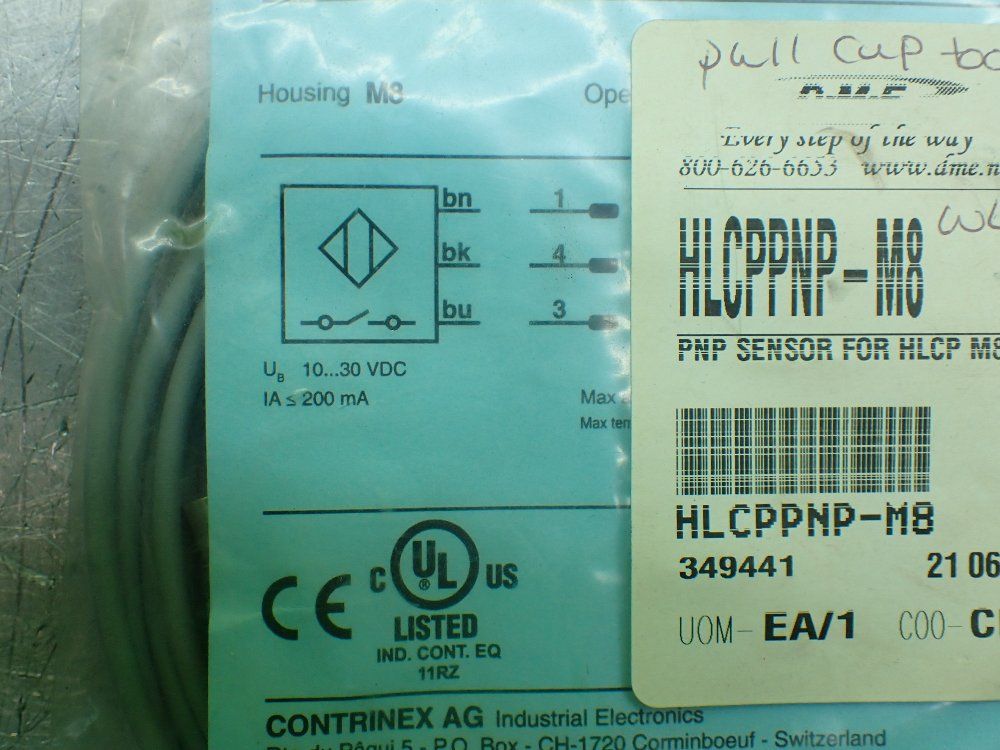 pull cup
D.M.E
Housing M8
Every step of the way
800-626-6653 www.dme.n
bn 1
HLCPPNP-M8
bk 4
bu 3
PNP SENSOR FOR HLCP M8
UB 10...30 VDC
IA ≤ 200 mA
Max
HLCPPNP-M8
349441 21 06
C UL® US
CE
LISTED
UOM- EA/1 COO-
IND. CONT. EQ
11RZ
CONTRINEX AG Industrial Electronics
5 - P.O. Box - CH-1720 Corminboeuf - Switzerland